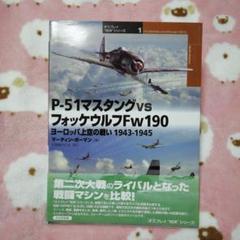 オスプレイ"対決"シリーズ
1
P-51マスタングvs
フォッケウルフFw190
ヨーロッパ上空の戦い 1943-1945
マーティン・ボーマン
第二次大戦のライバルとなった
戦闘マシンを比較!
オスプレイ"対決"シリーズ